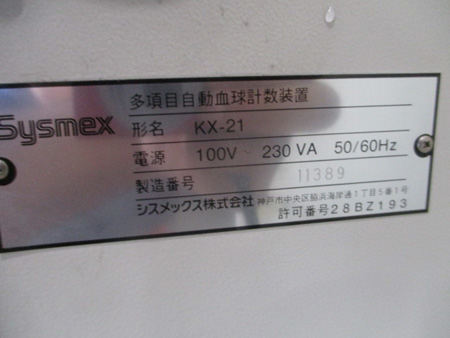 Sysmex
多項目自動血球計数装置
形名 KX-21
電源 100V~ 230VA 50/60Hz
製造番号 11389
シスメックス株式会社 神戸市中央区脇浜海岸通1丁目5番1号
許可番号28BZ193